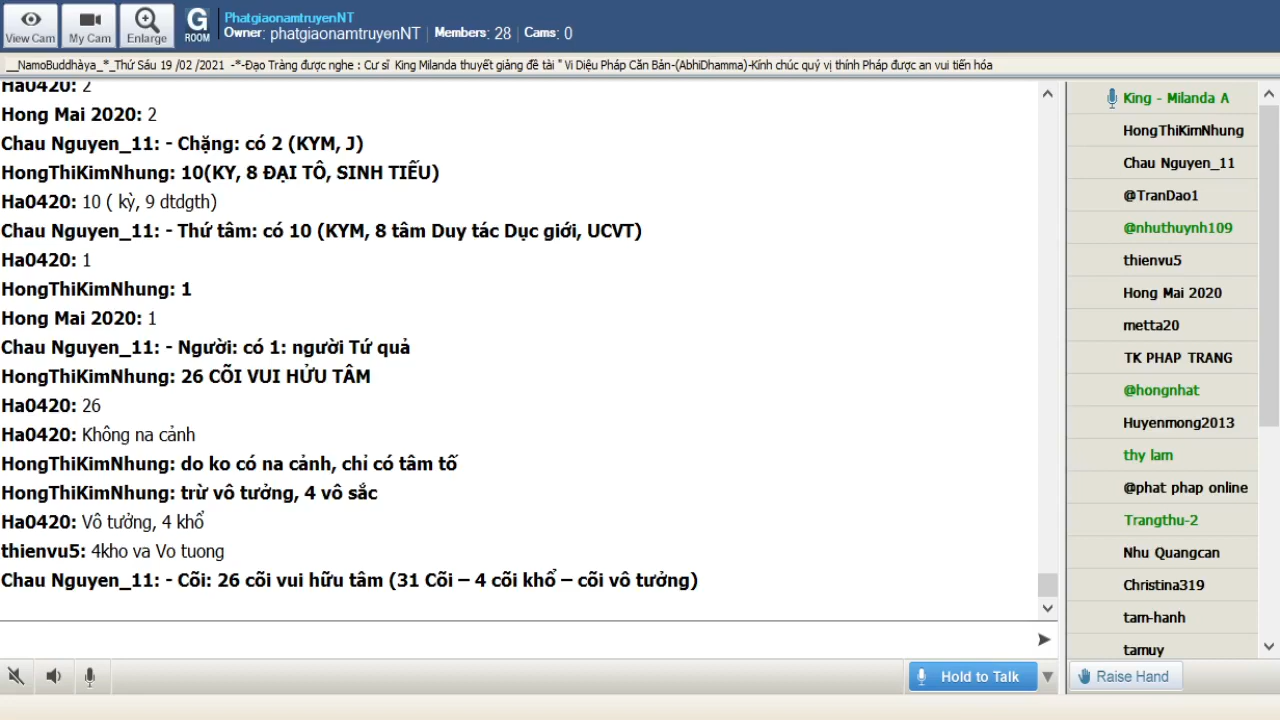 View Cam
My Cam
Enlarge
G
ROOM
PhatgiaonamtruyenNT
Owner: phatgiaonamtruyenNT | Members: 28 | Cams: 0
__NamoBuddhàya_*_Thứ Sáu 19 /02 /2021 -*-Đạo Tràng được nghe : Cư sĩ King Milanda thuyết giảng đề tài " Vi Diệu Pháp Căn Bản-(AbhiDhamma)-Kính chúc quý vị thính Pháp được an vui tiến hóa
Ha0420: 2
Hong Mai 2020: 2
Chau Nguyen_11: - Chặng: có 2 (KYM, J)
HongThiKimNhung: 10(KY, 8 ĐẠI TÔ, SINH TIẾU)
Ha0420: 10 ( kỳ, 9 dtdgth)
Chau Nguyen_11: - Thứ tâm: có 10 (KYM, 8 tâm Duy tác Dục giới, UCVT)
Ha0420: 1
HongThiKimNhung: 1
Hong Mai 2020: 1
Chau Nguyen_11: - Người: có 1: người Tứ quả
HongThiKimNhung: 26 CÕI VUI HỬU TÂM
Ha0420: 26
Ha0420: Không na cảnh
HongThiKimNhung: do ko có na cảnh, chỉ có tâm tố
HongThiKimNhung: trừ vô tưởng, 4 vô sắc
Ha0420: Vô tưởng, 4 khổ
thienvu5: 4kho va Vo tuong
Chau Nguyen_11: - Cõi: 26 cõi vui hữu tâm (31 Cõi – 4 cõi khổ – cõi vô tưởng)
King - Milanda A
HongThiKimNhung
Chau Nguyen_11
@TranDao1
@nhuthuynh109
thienvu5
Hong Mai 2020
metta20
TK PHAP TRANG
@hongnhat
Huyenmong2013
thy lam
@phat phap online
Trangthu-2
Nhu Quangcan
Christina319
tam-hanh
tamuy
Hold to Talk
Raise Hand